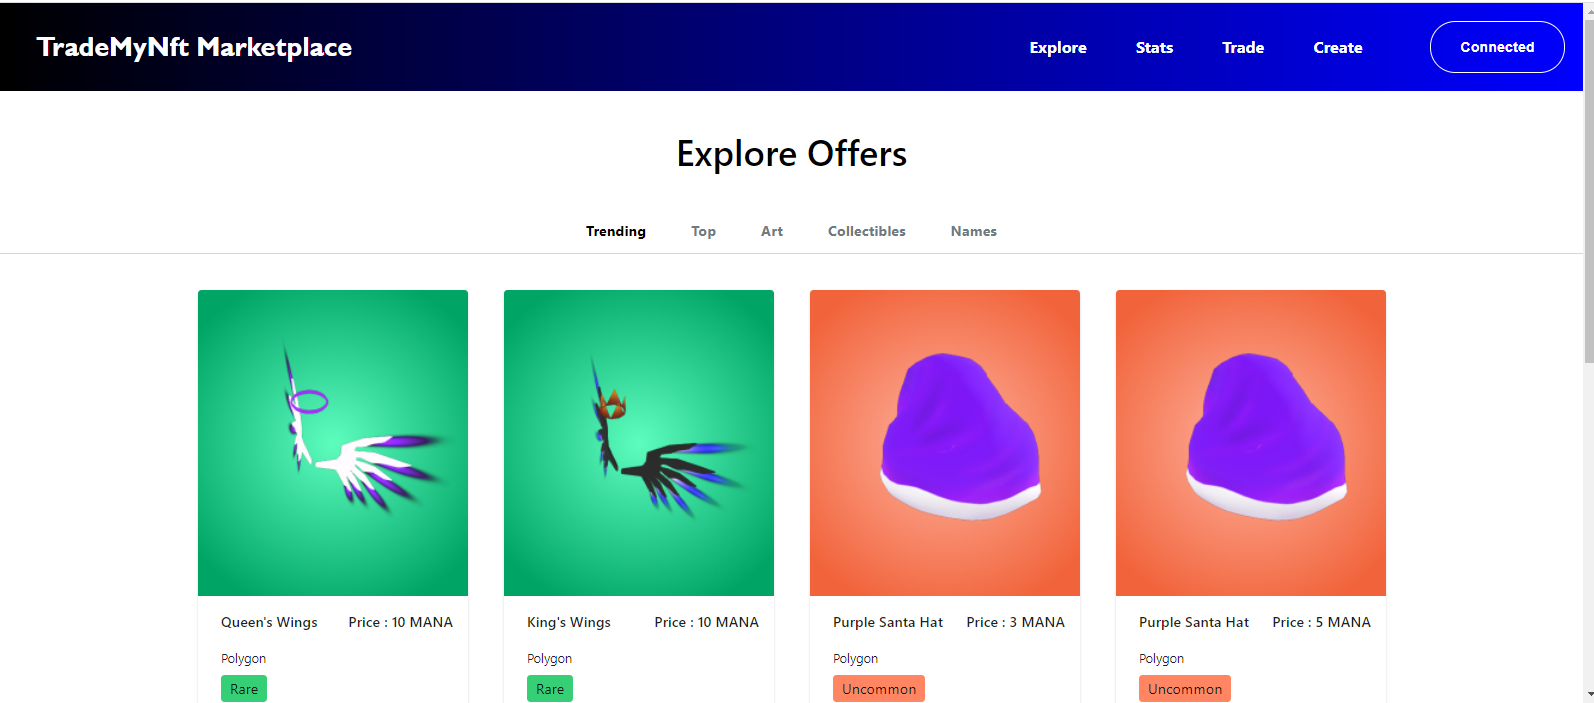 TradeMyNft Marketplace Explore Stats Trade Create Connected
Explore Offers
Trending Top Art Collectibles Names
Queen's Wings Price : 10 MANA
Polygon
Rare
King's Wings Price : 10 MANA
Polygon
Rare
Purple Santa Hat Price : 3 MANA
Polygon
Uncommon
Purple Santa Hat Price : 5 MANA
Polygon
Uncommon